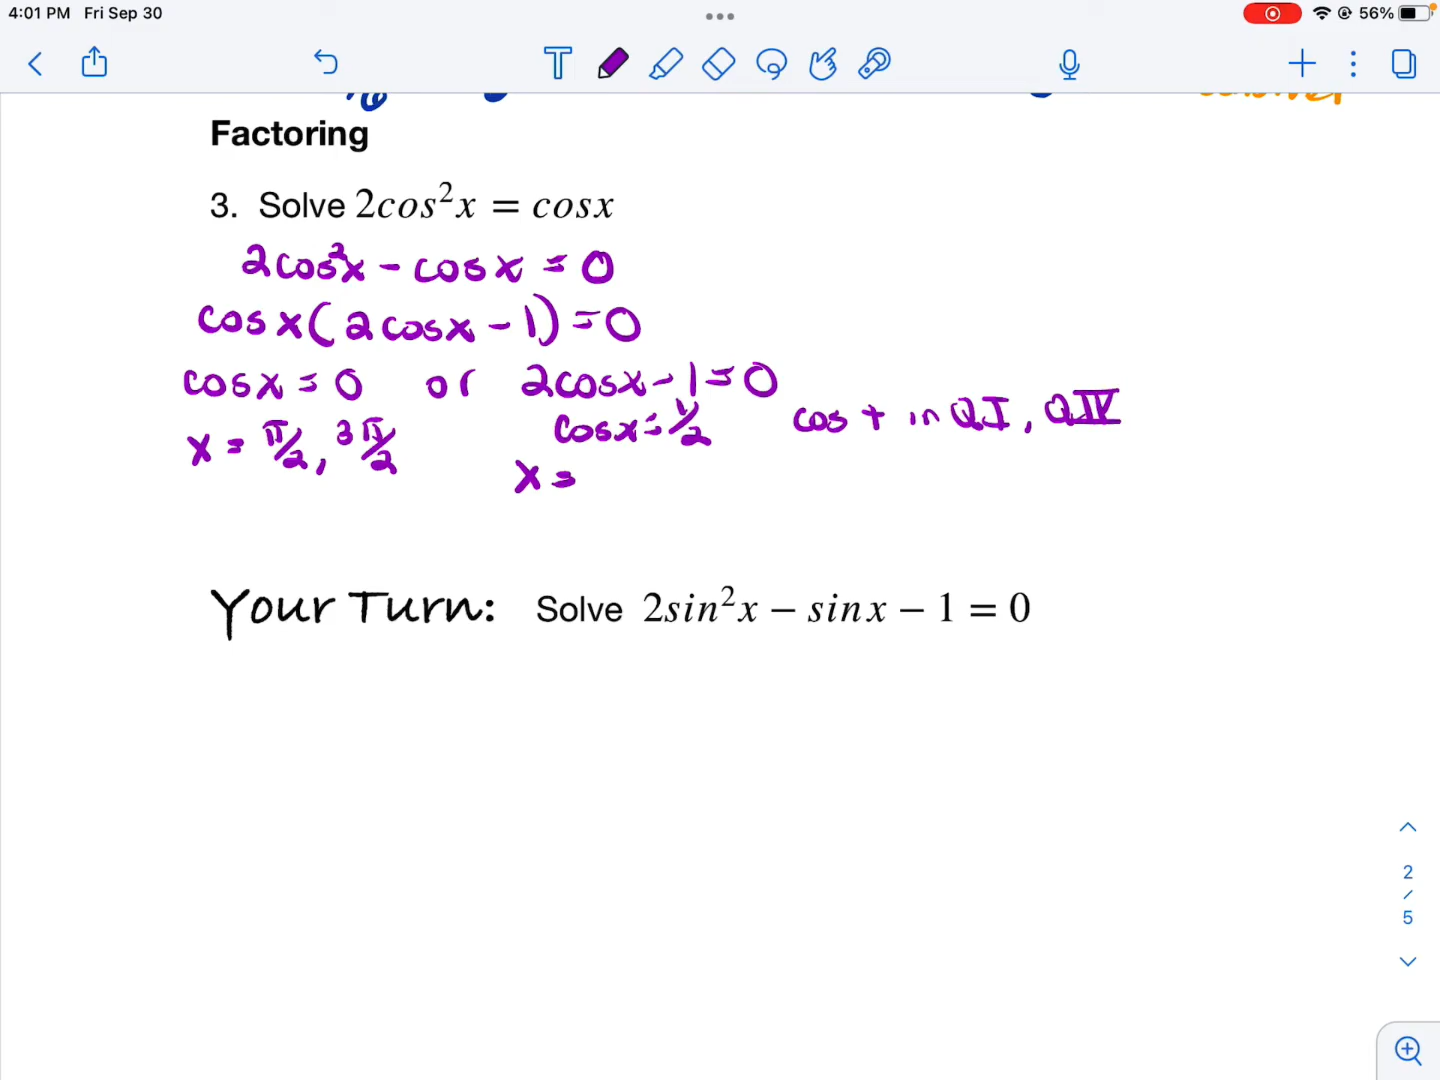 4:01 PM Fri Sep 30
56%
Factoring
3. Solve 2cos²x = cosx
2cos²x - cosx = 0
cosx(2cosx - 1) = 0
cosx = 0 or 2cosx - 1 = 0
cosx = 1/2 cos + in QI, QIV
x = π/2, 3π/2
x =
Your Turn: Solve 2sin²x − sinx − 1 = 0
2
/
5